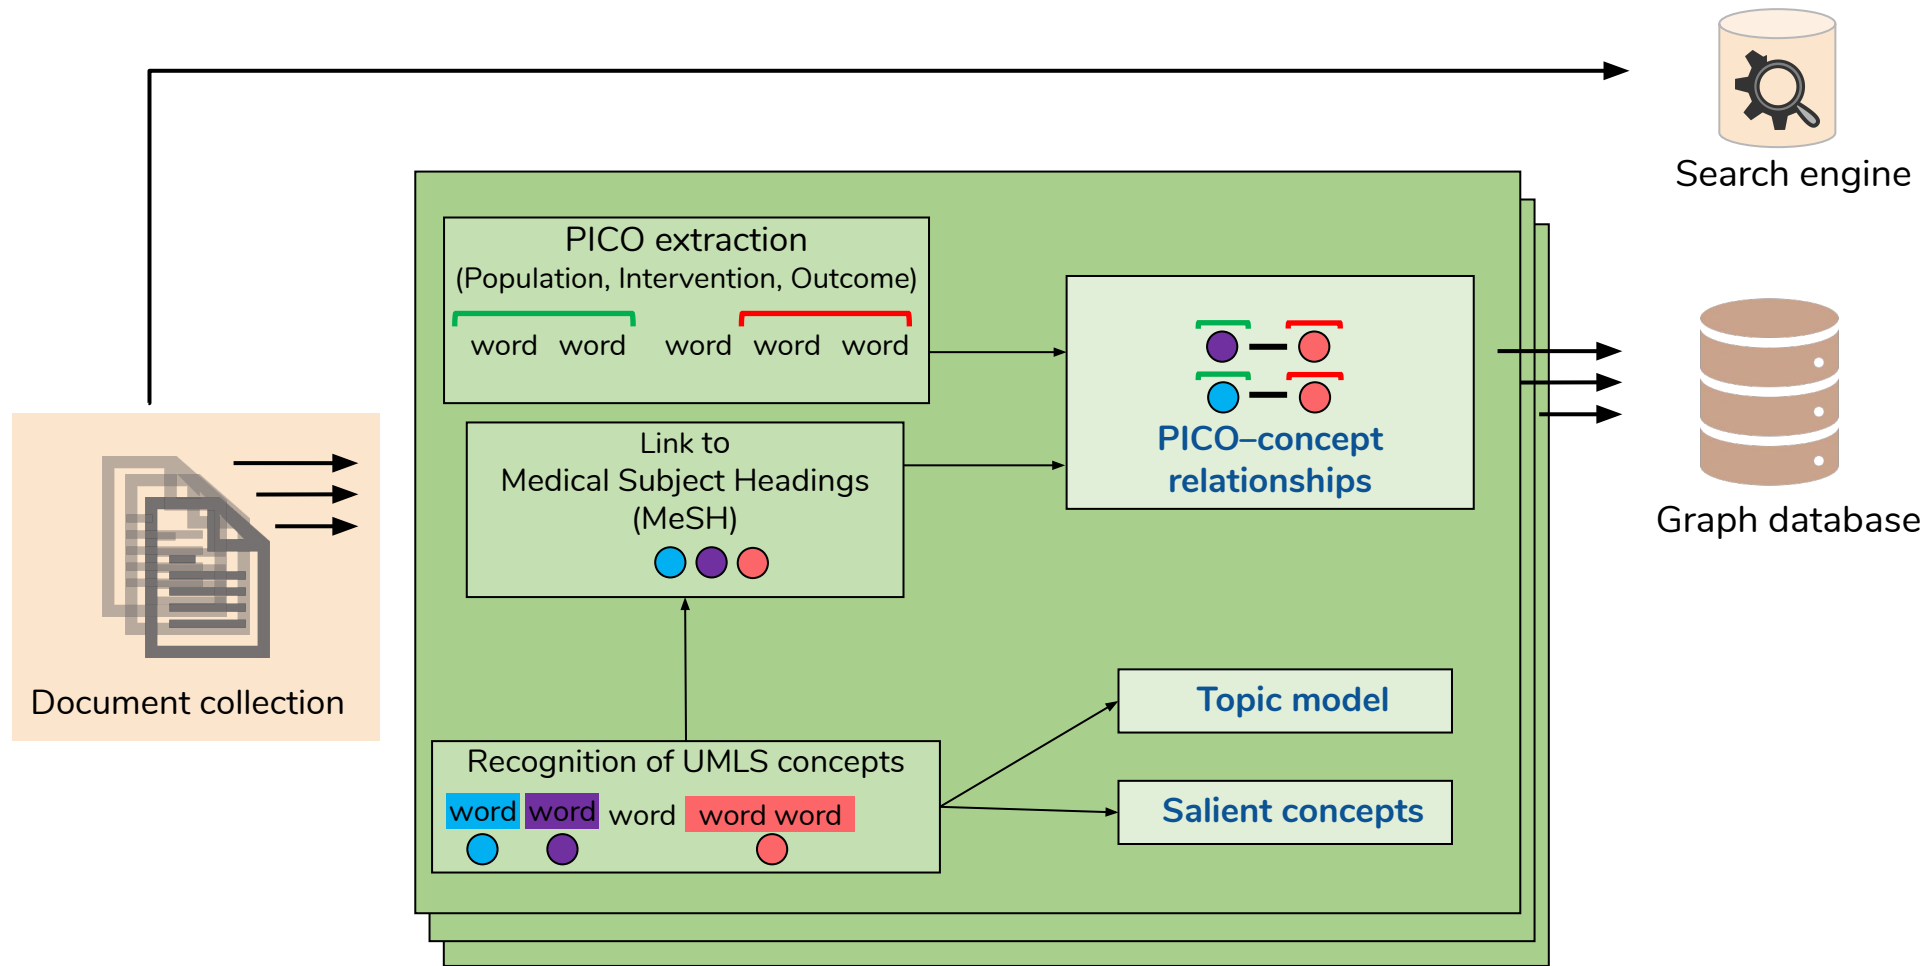 Search engine
PICO extraction
(Population, Intervention, Outcome)
word word word word word
Link to
Medical Subject Headings
(MeSH)
PICO–concept
relationships
Graph database
Document collection
Recognition of UMLS concepts
word word word word word
Topic model
Salient concepts